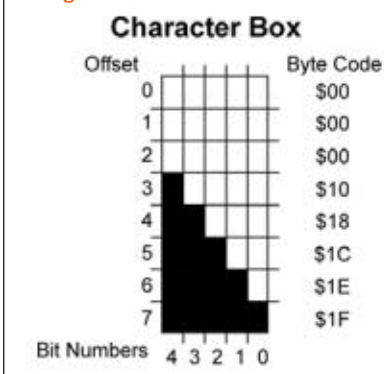 Character Box
Offset Byte Code
0 $00
1 $00
2 $00
3 $10
4 $18
5 $1C
6 $1E
7 $1F
Bit Numbers 4 3 2 1 0